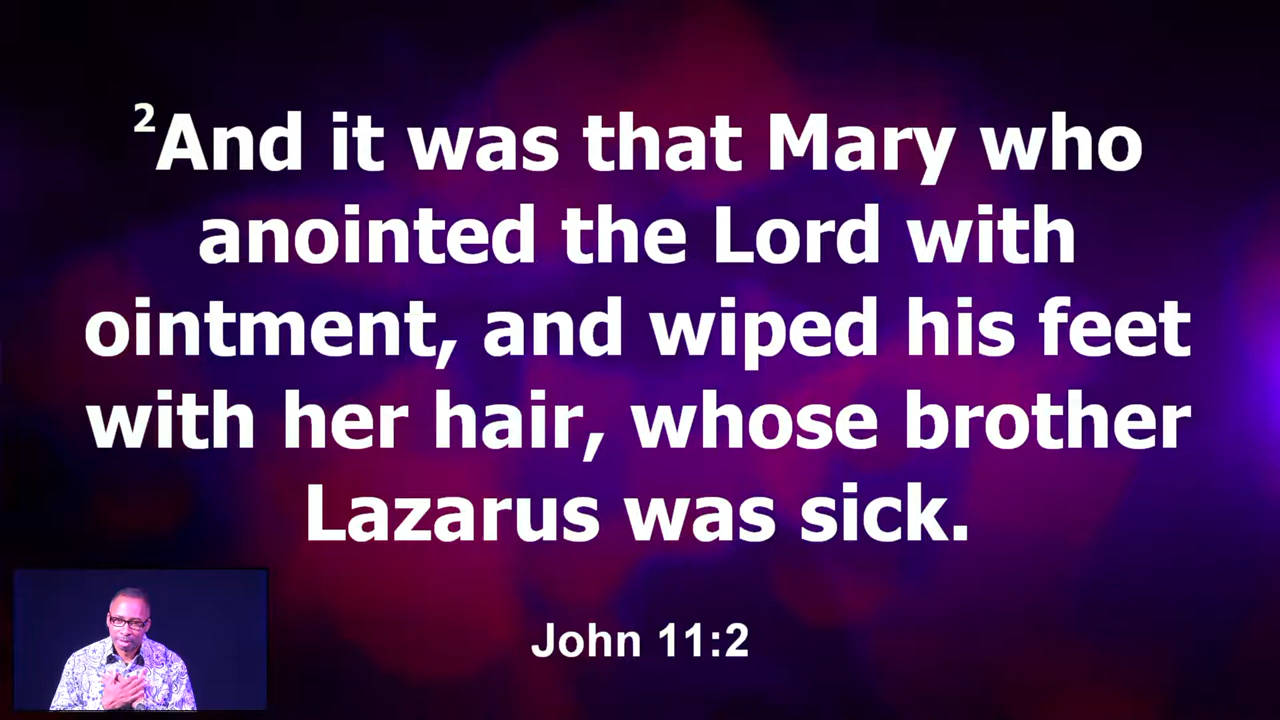 ²And it was that Mary who
anointed the Lord with
ointment, and wiped his feet
with her hair, whose brother
Lazarus was sick.
John 11:2